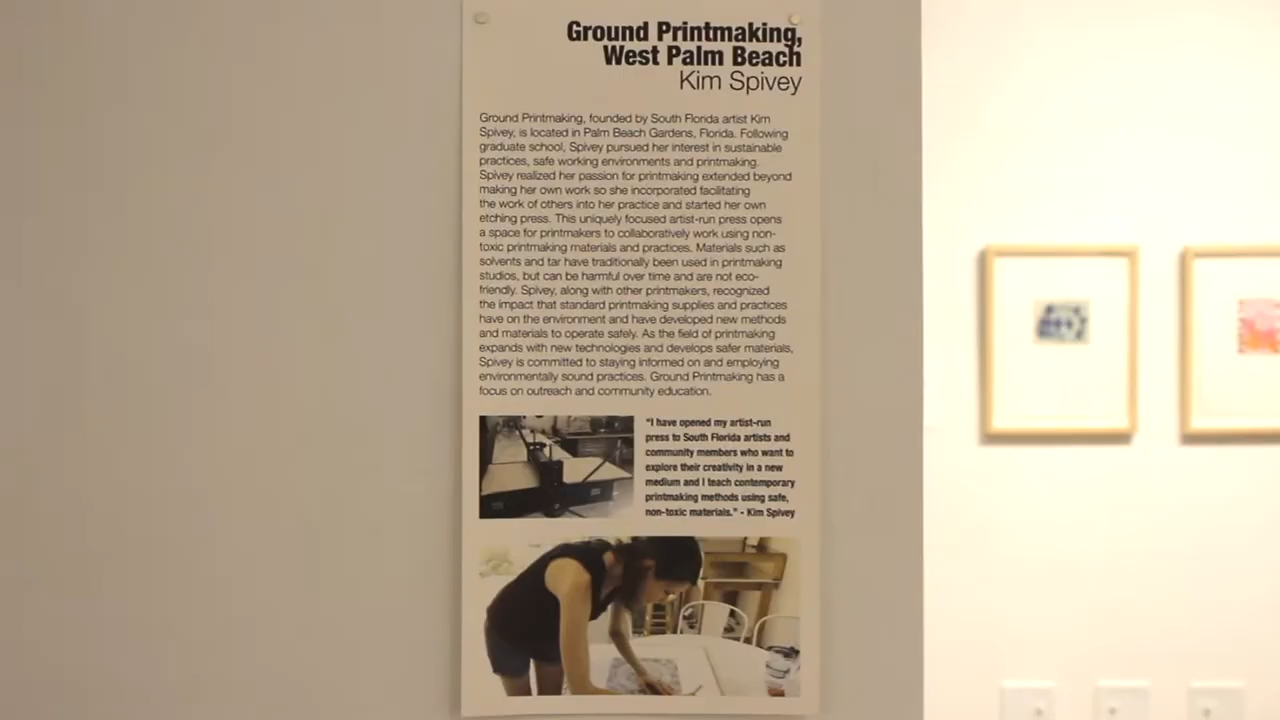 Ground Printmaking,
West Palm Beach
Kim Spivey
Ground Printmaking, founded by South Florida artist Kim
Spivey, is located in Palm Beach Gardens, Florida. Following
graduate school, Spivey pursued her interest in sustainable
practices, safe working environments and printmaking.
Spivey realized her passion for printmaking extended beyond
making her own work so she incorporated facilitating
the work of others into her practice and started her own
etching press. This uniquely focused artist-run press opens
a space for printmakers to collaboratively work using non-
toxic printmaking materials and practices. Materials such as
solvents and tar have traditionally been used in printmaking
studios, but can be harmful over time and are not eco-
friendly. Spivey, along with other printmakers, recognized
the impact that standard printmaking supplies and practices
have on the environment and have developed new methods
and materials to operate safely. As the field of printmaking
expands with new technologies and develops safer materials,
Spivey is committed to staying informed on and employing
environmentally sound practices. Ground Printmaking has a
focus on outreach and community education.
"I have opened my artist-run
press to South Florida artists and
community members who want to
explore their creativity in a new
medium and I teach contemporary
printmaking methods using safe,
non-toxic materials." - Kim Spivey